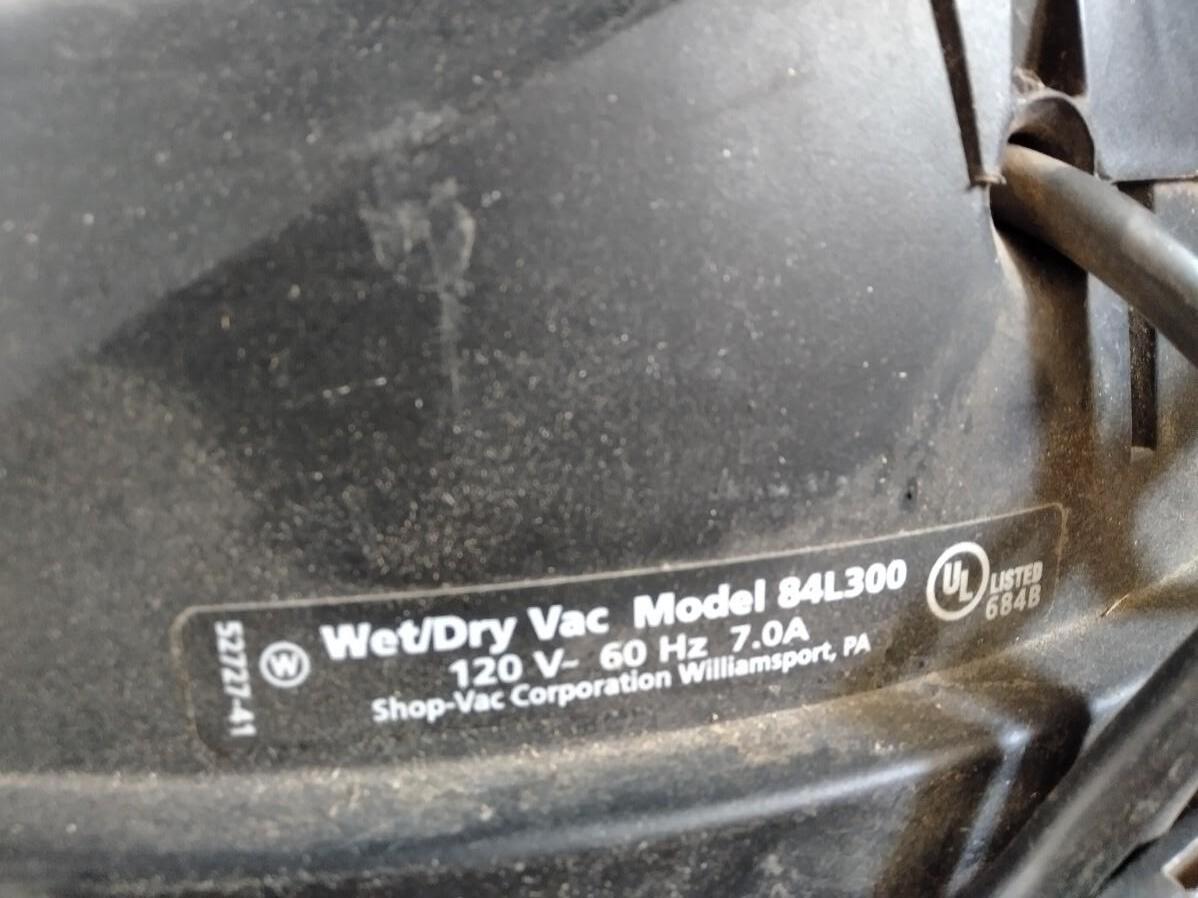 52727-41
W
Wet/Dry Vac Model 84L300
120 V~ 60 Hz 7.0A
Shop-Vac Corporation Williamsport, PA
UL LISTED
684B